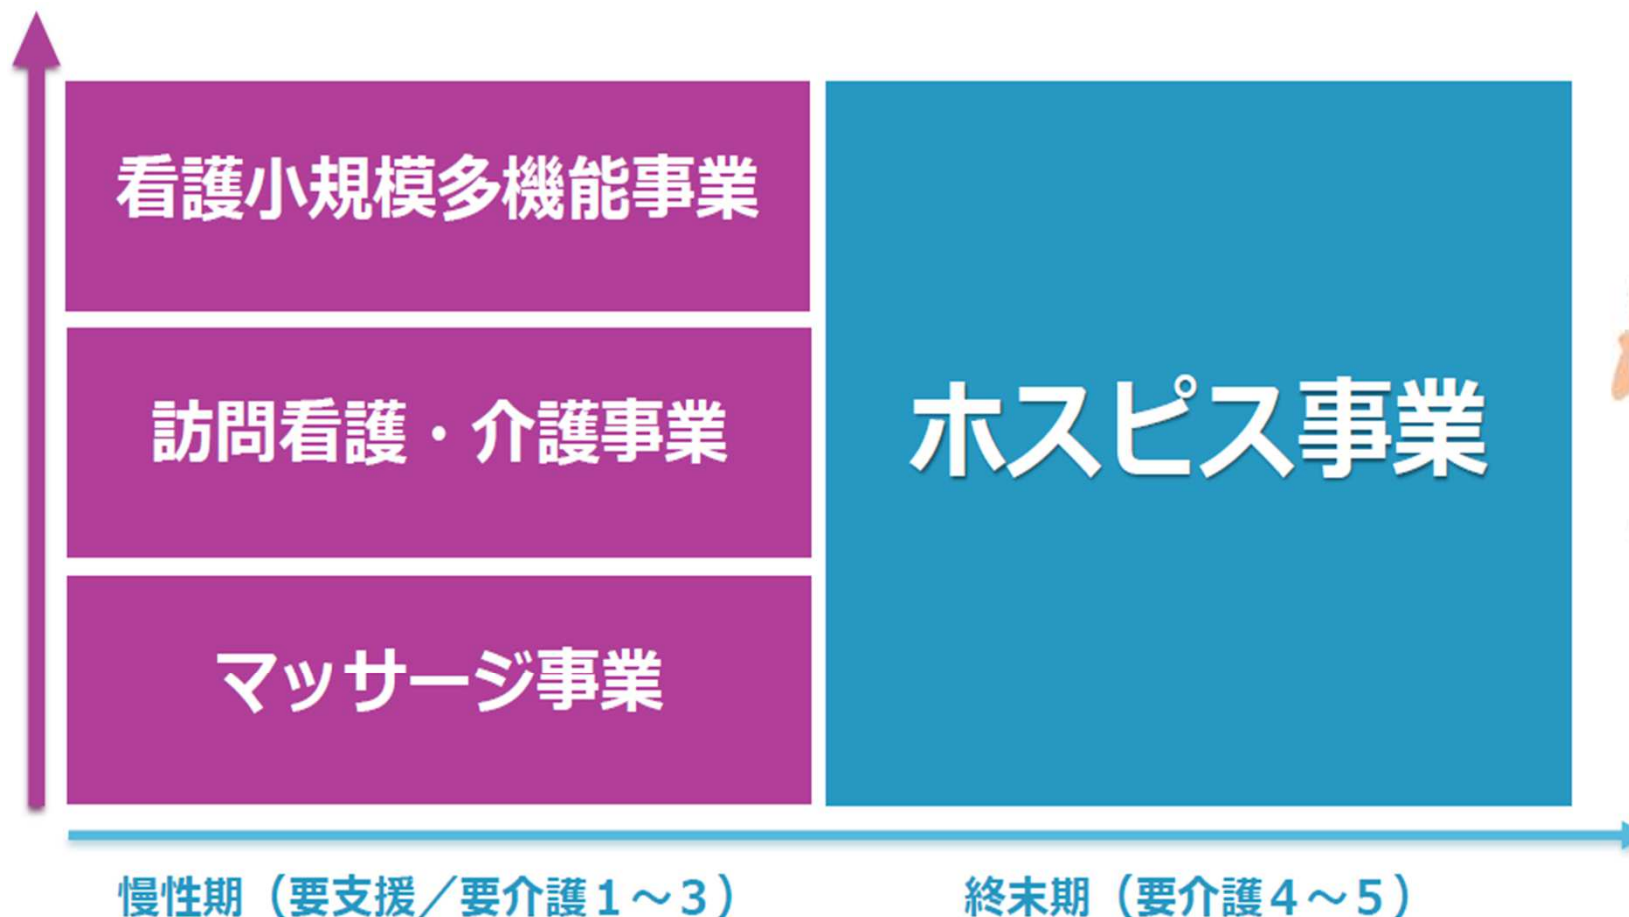 看護小規模多機能事業
訪問看護・介護事業
マッサージ事業
ホスピス事業
慢性期（要支援／要介護１～３）
終末期（要介護４～５）